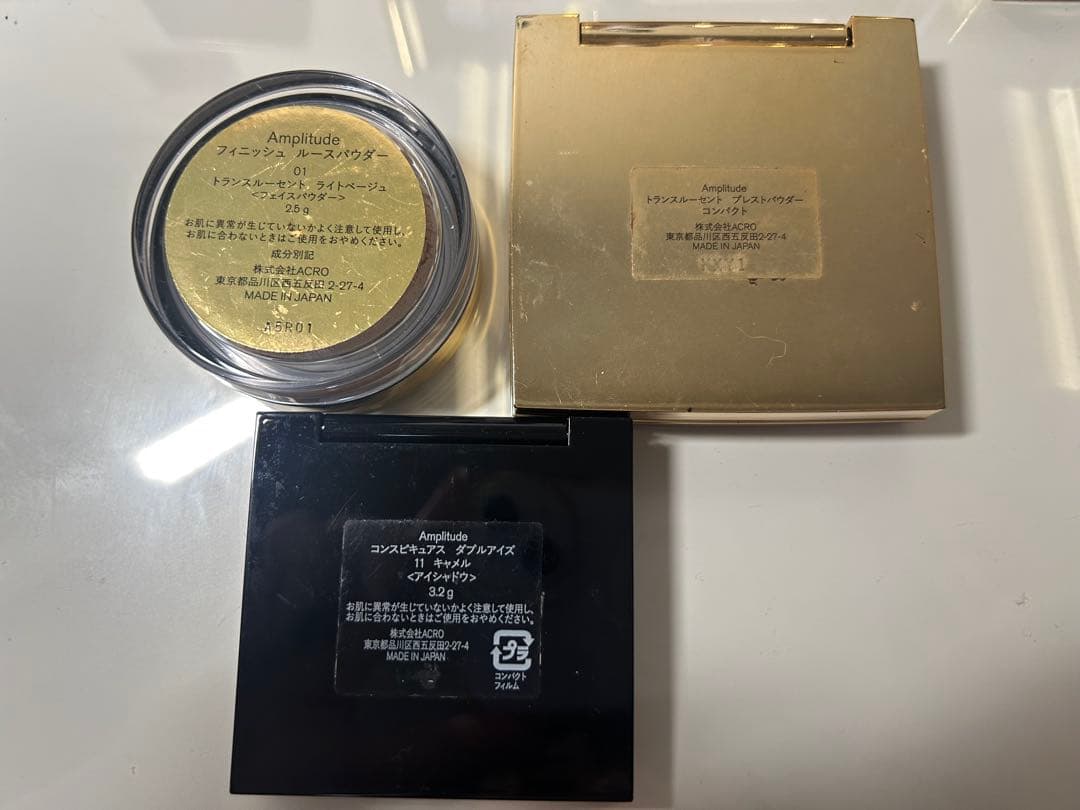 Amplitude
フィニッシュ ルースパウダー
01
トランスルーセント ライトベージュ
<フェイスパウダー>
2.5 g
お肌に異常が生じていないかよく注意して使用し、
お肌に合わないときはご使用をおやめください。
成分別記
株式会社ACRO
東京都品川区西五反田 2-27-4
MADE IN JAPAN
A5R01
Amplitude
トランスルーセント プレストパウダー
コンパクト
株式会社ACRO
東京都品川区西五反田2-27-4
MADE IN JAPAN
Amplitude
コンスピキュアス ダブルアイズ
11 キャメル
<アイシャドウ>
3.2 g
お肌に異常が生じていないかよく注意して使用し、
お肌に合わないときはご使用をおやめください。
株式会社ACRO
東京都品川区西五反田2-27-4
MADE IN JAPAN
プラ
コンパクト
フィルム